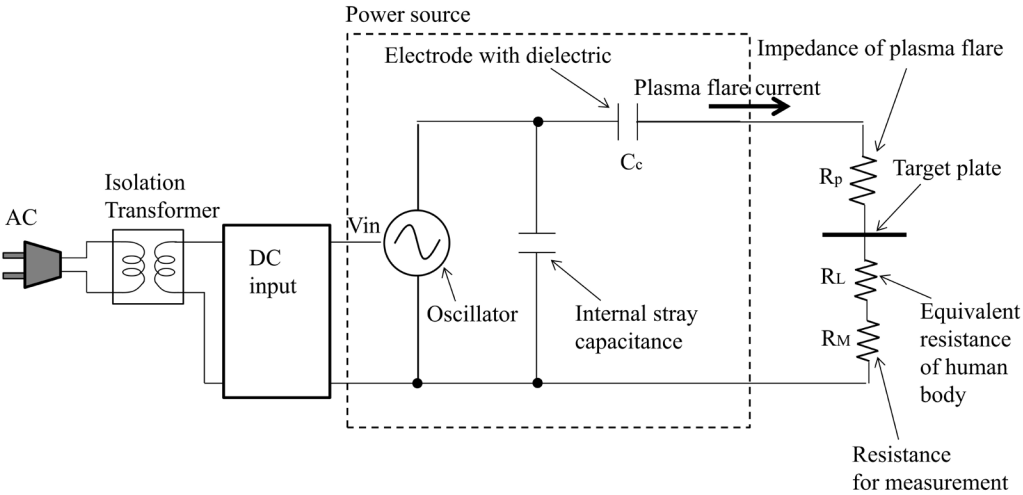 Power source
Electrode with dielectric
Impedance of plasma flare
Plasma flare current
Cc
Rp
Target plate
Isolation
Transformer
AC
Vin
DC
input
Oscillator
Internal stray
capacitance
RL
RM
Equivalent
resistance
of human
body
Resistance
for measurement